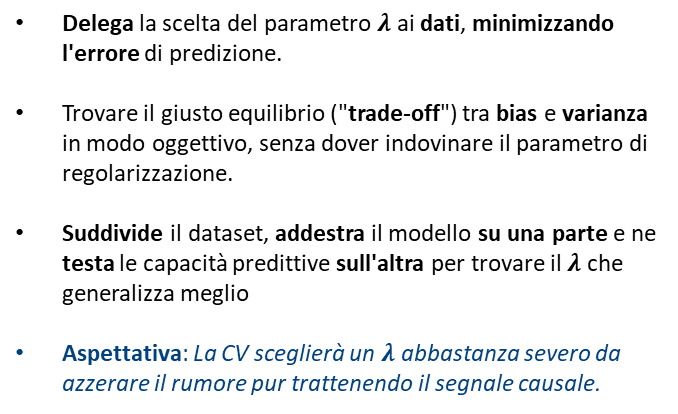 • Delega la scelta del parametro λ ai dati, minimizzando
l'errore di predizione.
• Trovare il giusto equilibrio ("trade-off") tra bias e varianza
in modo oggettivo, senza dover indovinare il parametro di
regolarizzazione.
• Suddivide il dataset, addestra il modello su una parte e ne
testa le capacità predittive sull'altra per trovare il λ che
generalizza meglio
• Aspettativa: La CV sceglierà un λ abbastanza severo da
azzerare il rumore pur trattenendo il segnale causale.